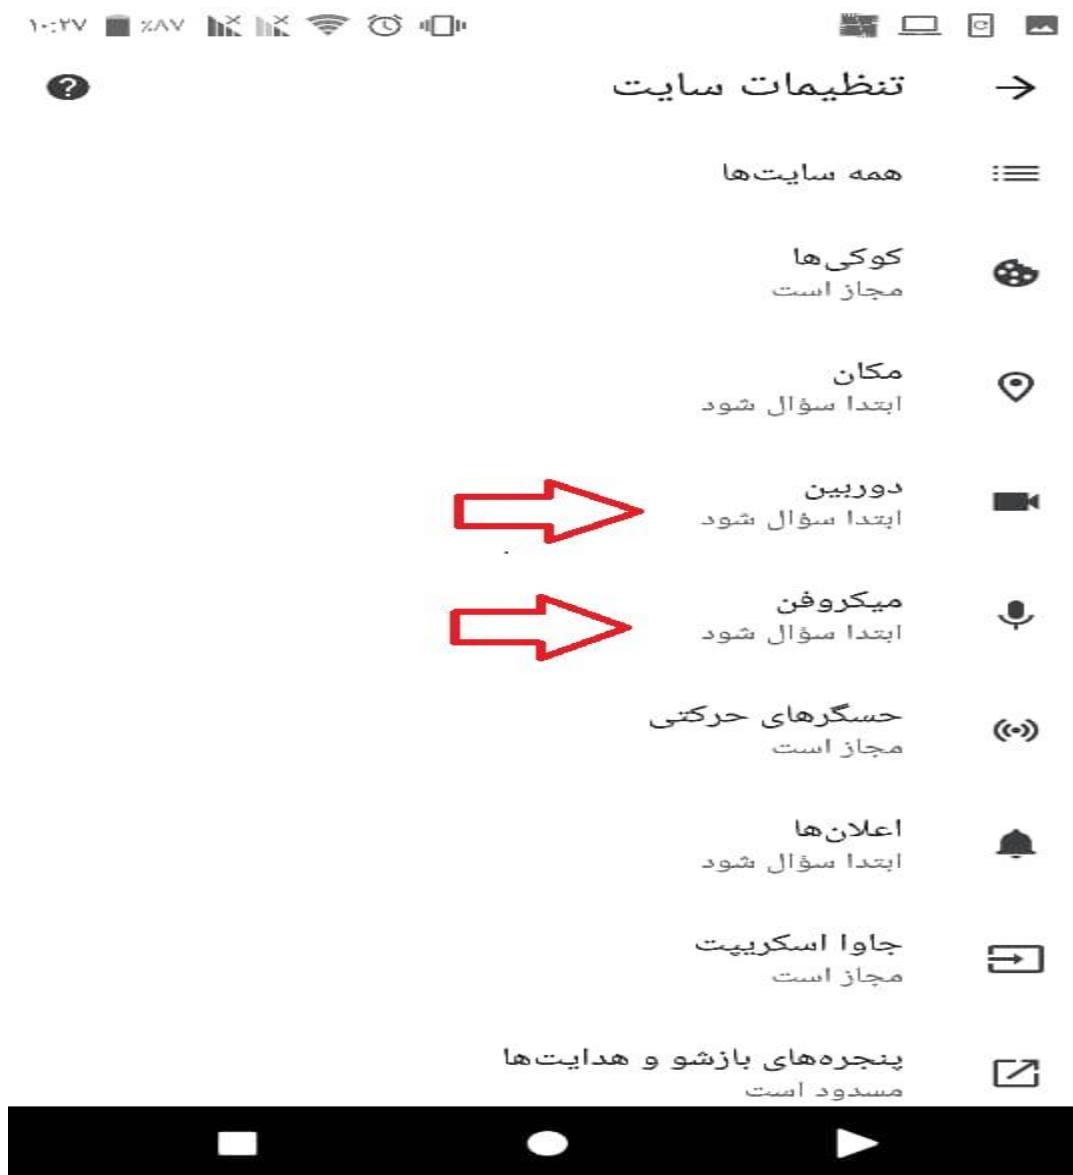 ۱۰:۲۷ ٪۸۷
تنظیمات سایت
همه سایت‌ها
کوکی‌ها
مجاز است
مکان
ابتدا سؤال شود
دوربین
ابتدا سؤال شود
میکروفن
ابتدا سؤال شود
حسگرهای حرکتی
مجاز است
اعلان‌ها
ابتدا سؤال شود
جاوا اسکریپت
مجاز است
پنجره‌های بازشو و هدایت‌ها
مسدود است